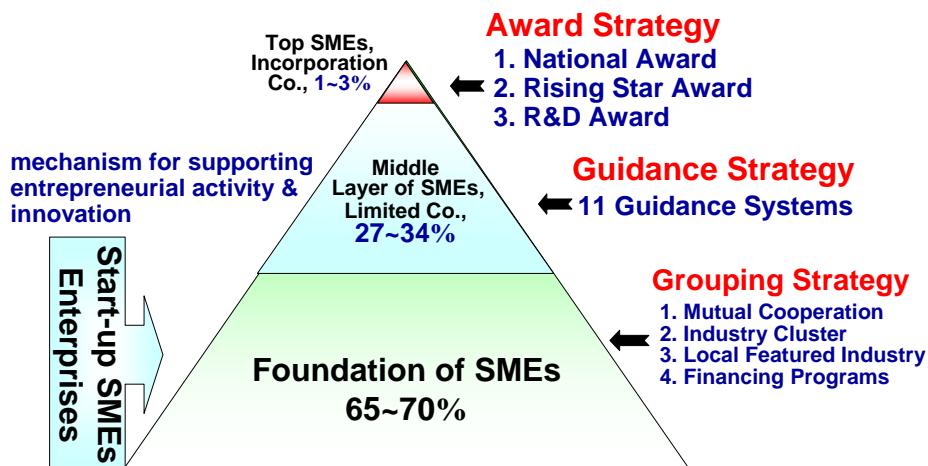 Top SMEs,
Incorporation
Co., 1~3%
Award Strategy
1. National Award
2. Rising Star Award
3. R&D Award
mechanism for supporting
entrepreneurial activity &
innovation
Middle
Layer of SMEs,
Limited Co.,
27~34%
Guidance Strategy
11 Guidance Systems
Start-up SMEs
Enterprises
Foundation of SMEs
65~70%
Grouping Strategy
1. Mutual Cooperation
2. Industry Cluster
3. Local Featured Industry
4. Financing Programs